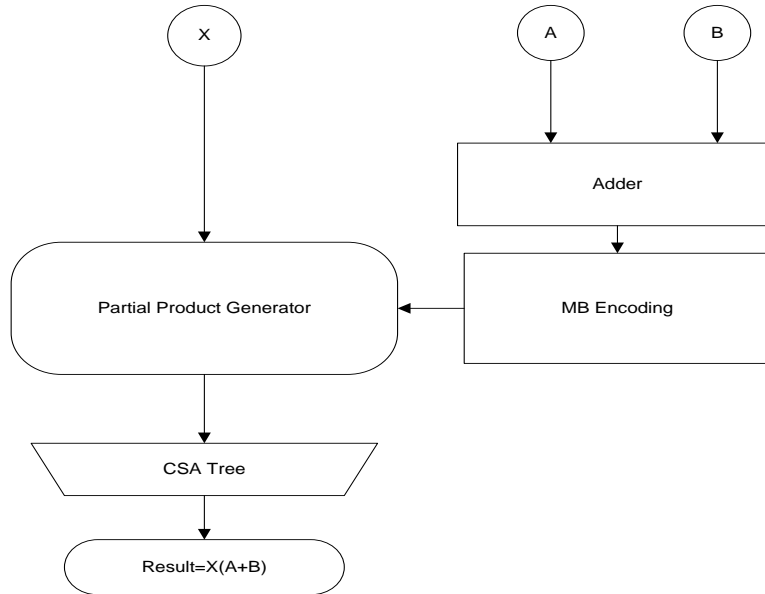 X
A
B
Adder
Partial Product Generator
MB Encoding
CSA Tree
Result=X(A+B)